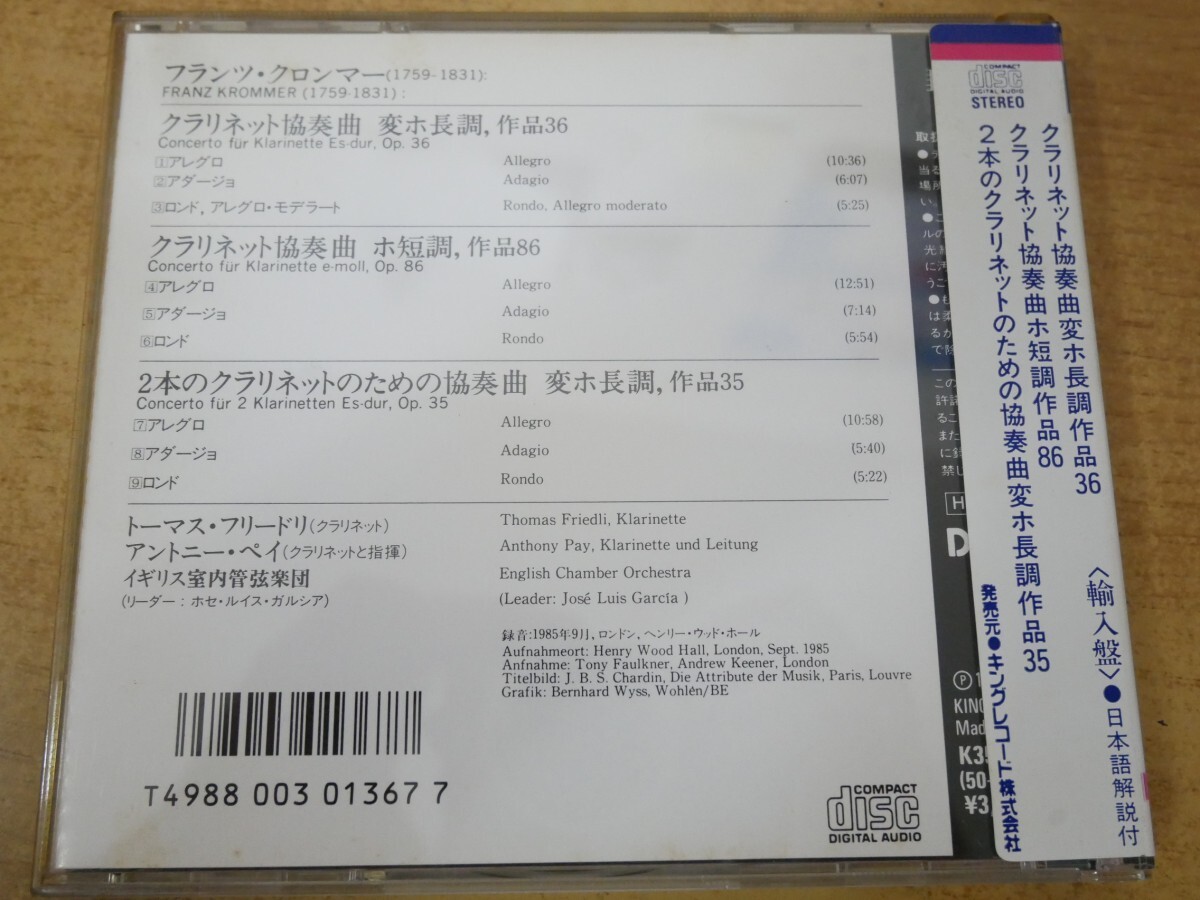 フランツ・クロンマー(1759-1831):
FRANZ KROMMER (1759-1831) :
クラリネット協奏曲 変ホ長調, 作品36
Concerto für Klarinette Es-dur, Op. 36
1 アレグロ Allegro (10:36)
2 アダージョ Adagio (6:07)
3 ロンド, アレグロ・モデラート Rondo, Allegro moderato (5:25)
クラリネット協奏曲 ホ短調, 作品86
Concerto für Klarinette e-moll, Op. 86
4 アレグロ Allegro (12:51)
5 アダージョ Adagio (7:14)
6 ロンド Rondo (5:54)
2本のクラリネットのための協奏曲 変ホ長調, 作品35
Concerto für 2 Klarinetten Es-dur, Op. 35
7 アレグロ Allegro (10:58)
8 アダージョ Adagio (5:40)
9 ロンド Rondo (5:22)
トーマス・フリードリ(クラリネット) Thomas Friedli, Klarinette
アントニー・ペイ(クラリネットと指揮) Anthony Pay, Klarinette und Leitung
イギリス室内管弦楽団 English Chamber Orchestra
(リーダー: ホセ・ルイス・ガルシア) (Leader: José Luis García )
録音:1985年9月, ロンドン, ヘンリー・ウッド・ホール
Aufnahmeort: Henry Wood Hall, London, Sept. 1985
Anfnahme: Tony Faulkner, Andrew Keener, London
Titelbild: J. B. S. Chardin, Die Attribute der Musik, Paris, Louvre
Grafik: Bernhard Wyss, Wohlén/BE
T4988 003 01367 7
COMPACT
disc
DIGITAL AUDIO
COMPACT
disc
DIGITAL AUDIO
STEREO
クラリネット協奏曲変ホ長調作品36
クラリネット協奏曲ホ短調作品86
2本のクラリネットのための協奏曲変ホ長調作品35
〈輸入盤〉●日本語解説付
発売元●キングレコード株式会社
KING
Made
(50-
¥3,